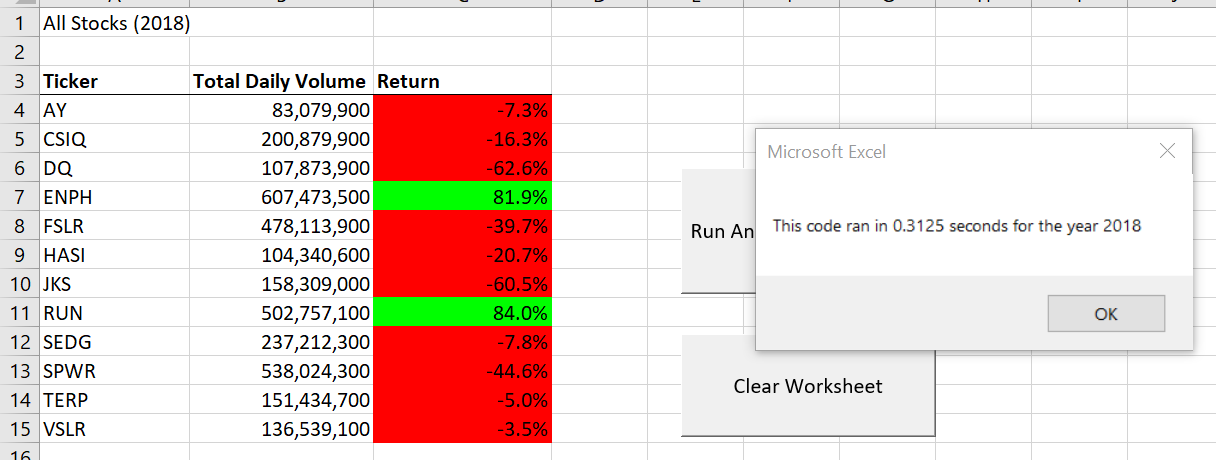 1 All Stocks (2018)
2
3 Ticker Total Daily Volume Return
4 AY 83,079,900 -7.3%
5 CSIQ 200,879,900 -16.3%
6 DQ 107,873,900 -62.6%
7 ENPH 607,473,500 81.9%
8 FSLR 478,113,900 -39.7%
9 HASI 104,340,600 -20.7%
10 JKS 158,309,000 -60.5%
11 RUN 502,757,100 84.0%
12 SEDG 237,212,300 -7.8%
13 SPWR 538,024,300 -44.6%
14 TERP 151,434,700 -5.0%
15 VSLR 136,539,100 -3.5%
16
Run An
Microsoft Excel
This code ran in 0.3125 seconds for the year 2018
OK
Clear Worksheet